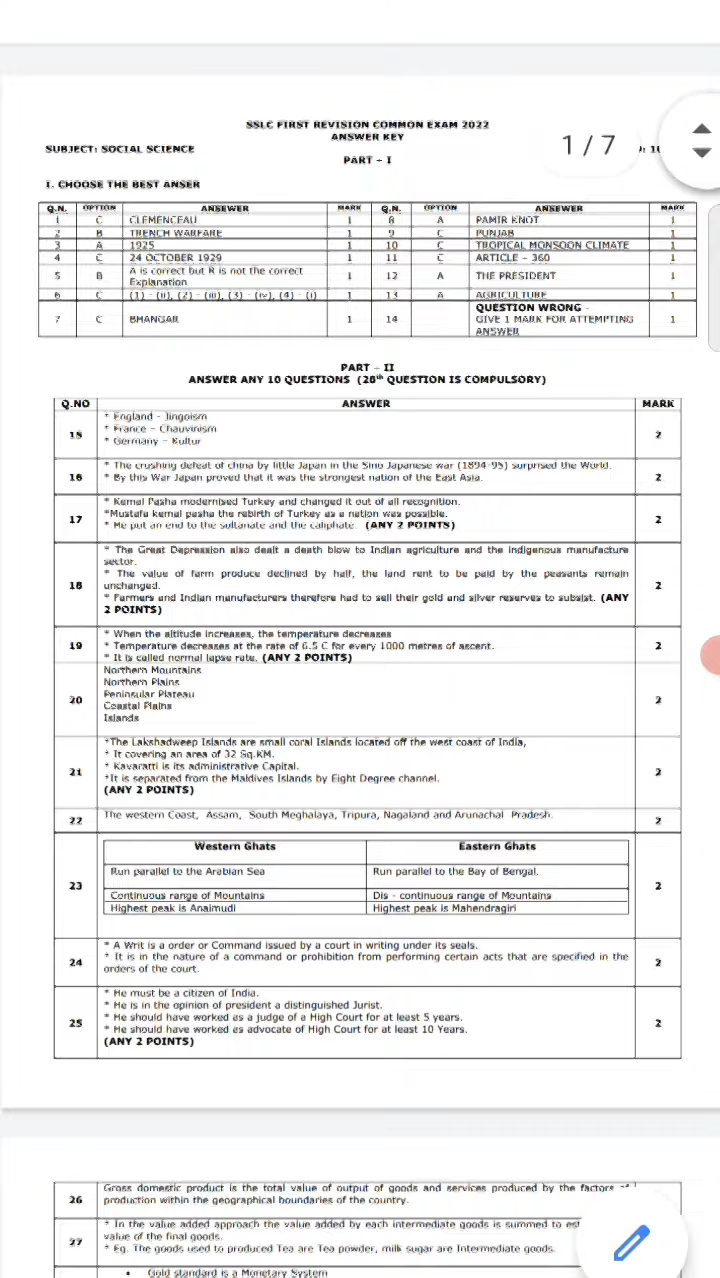 SSLC FIRST REVISION COMMON EXAM 2022
ANSWER KEY
SUBJECT: SOCIAL SCIENCE
1/7
PART - I
I. CHOOSE THE BEST ANSER
Q.N. OPTION ANSEWER MARK Q.N. OPTION ANSEWER MARK
1 C CLEMENCEAU 1 8 A PAMIR KNOT 1
2 B TRENCH WARFARE 1 9 C PUNJAB 1
3 A 1925 1 10 C TROPICAL MONSOON CLIMATE 1
4 C 24 OCTOBER 1929 1 11 C ARTICLE - 360 1
5 B A is correct but R is not the correct Explanation 1 12 A THE PRESIDENT 1
6 C (1) - (ii), (2) - (iii), (3) - (iv), (4) - (i) 1 13 A AGRICULTURE 1
7 C BHANGAR 1 14 QUESTION WRONG - GIVE 1 MARK FOR ATTEMPTING ANSWER 1
PART - II
ANSWER ANY 10 QUESTIONS (28th QUESTION IS COMPULSORY)
Q.NO ANSWER MARK
15 * England - Jingoism
* France - Chauvinism
* Germany - Kultur 2
16 * The crushing defeat of china by little Japan in the Sino Japanese war (1894-95) surprised the World.
* By this War Japan proved that it was the strongest nation of the East Asia. 2
17 * Kemal Pasha modernised Turkey and changed it out of all recognition.
*Mustafa kemal pasha the rebirth of Turkey as a nation was possible.
* He put an end to the sultanate and the caliphate. (ANY 2 POINTS) 2
18 * The Great Depression also dealt a death blow to Indian agriculture and the indigenous manufacture
sector.
* The value of farm produce declined by half, the land rent to be paid by the peasants remain
unchanged.
* Farmers and Indian manufacturers therefore had to sell their gold and silver reserves to subsist. (ANY
2 POINTS) 2
19 * When the altitude increases, the temperature decreases
* Temperature decreases at the rate of 6.5 C for every 1000 metres of ascent.
* It is called normal lapse rate. (ANY 2 POINTS) 2
20 Northern Mountains
Northern Plains
Peninsular Plateau
Coastal Plains
Islands 2
21 *The Lakshadweep Islands are small coral Islands located off the west coast of India,
* It covering an area of 32 Sq.KM.
* Kavaratti is its administrative Capital.
*It is separated from the Maldives Islands by Eight Degree channel.
(ANY 2 POINTS) 2
22 The western Coast, Assam, South Meghalaya, Tripura, Nagaland and Arunachal Pradesh. 2
23 Western Ghats Eastern Ghats
Run parallel to the Arabian Sea Run parallel to the Bay of Bengal.
Continuous range of Mountains Dis - continuous range of Mountains
Highest peak is Anaimudi Highest peak is Mahendragiri 2
24 * A Writ is a order or Command issued by a court in writing under its seals.
* It is in the nature of a command or prohibition from performing certain acts that are specified in the
orders of the court. 2
25 * He must be a citizen of India.
* He is in the opinion of president a distinguished Jurist.
* He should have worked as a judge of a High Court for at least 5 years.
* He should have worked as advocate of High Court for at least 10 Years.
(ANY 2 POINTS) 2
26 Gross domestic product is the total value of output of goods and services produced by the factors
production within the geographical boundaries of the country.
27 * In the value added approach the value added by each intermediate goods is summed to est
value of the final goods.
* Eg. The goods used to produced Tea are Tea powder, milk sugar are Intermediate goods.
• Gold standard is a Monetary System